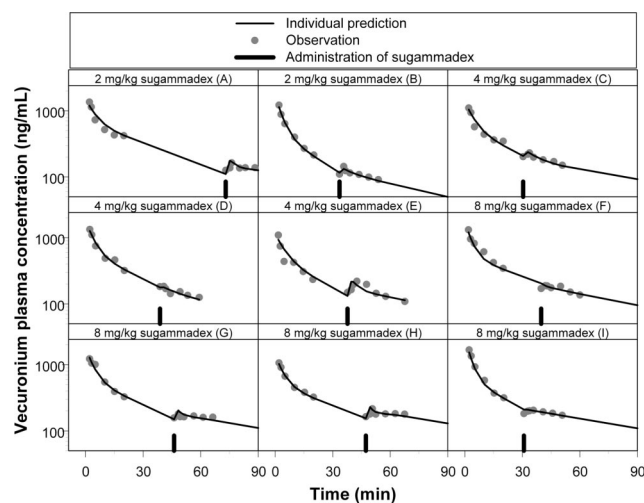 Individual prediction
Observation
Administration of sugammadex
2 mg/kg sugammadex (A)
2 mg/kg sugammadex (B)
4 mg/kg sugammadex (C)
4 mg/kg sugammadex (D)
4 mg/kg sugammadex (E)
8 mg/kg sugammadex (F)
8 mg/kg sugammadex (G)
8 mg/kg sugammadex (H)
8 mg/kg sugammadex (I)
Vecuronium plasma concentration (ng/mL)
1000
100
1000
100
1000
100
0 30 60 90 0 30 60 90 0 30 60 90
Time (min)